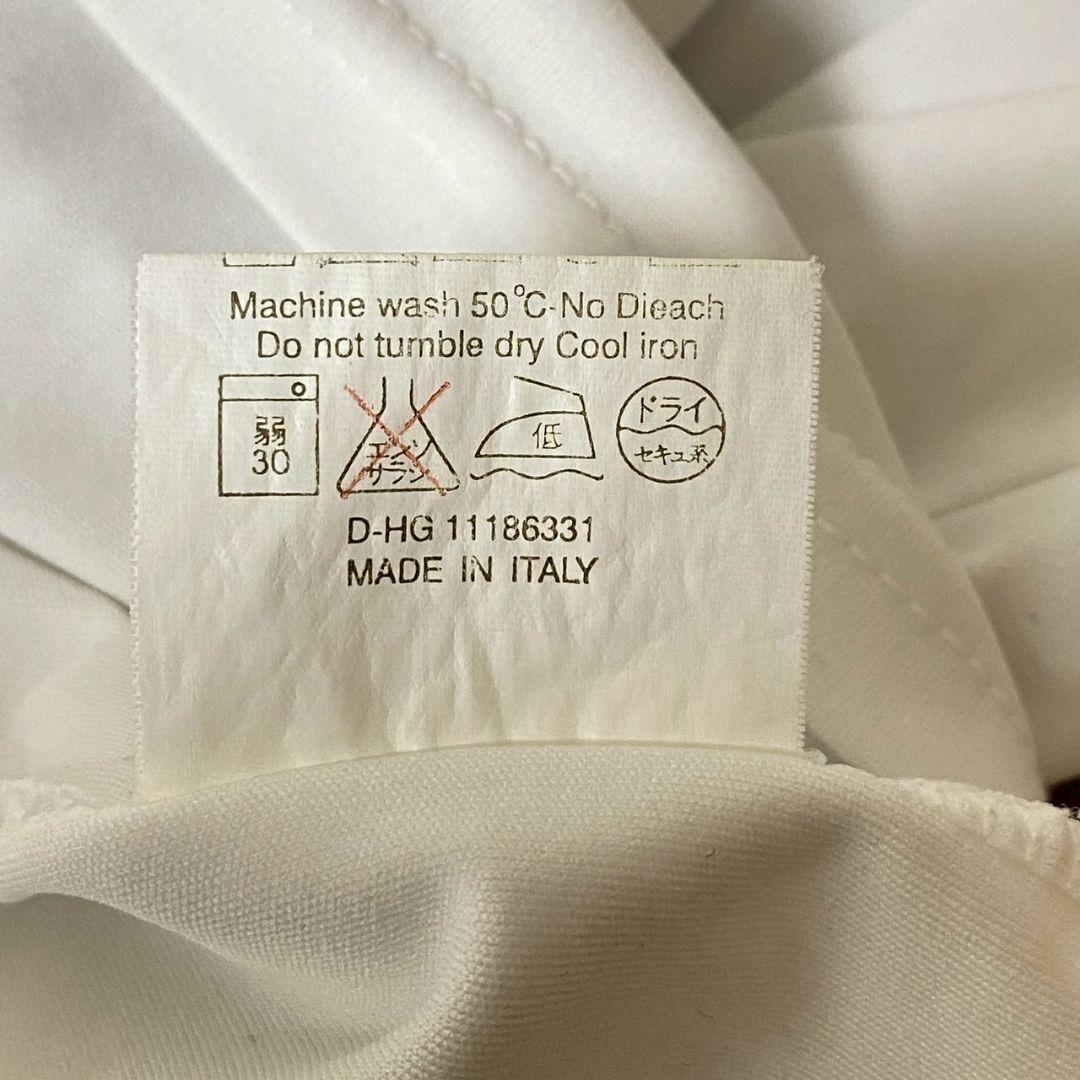 Machine wash 50°C-No Dieach
Do not tumble dry Cool iron
弱
30
エンソ
サラシ
低
ドライ
セキユ系
D-HG 11186331
MADE IN ITALY